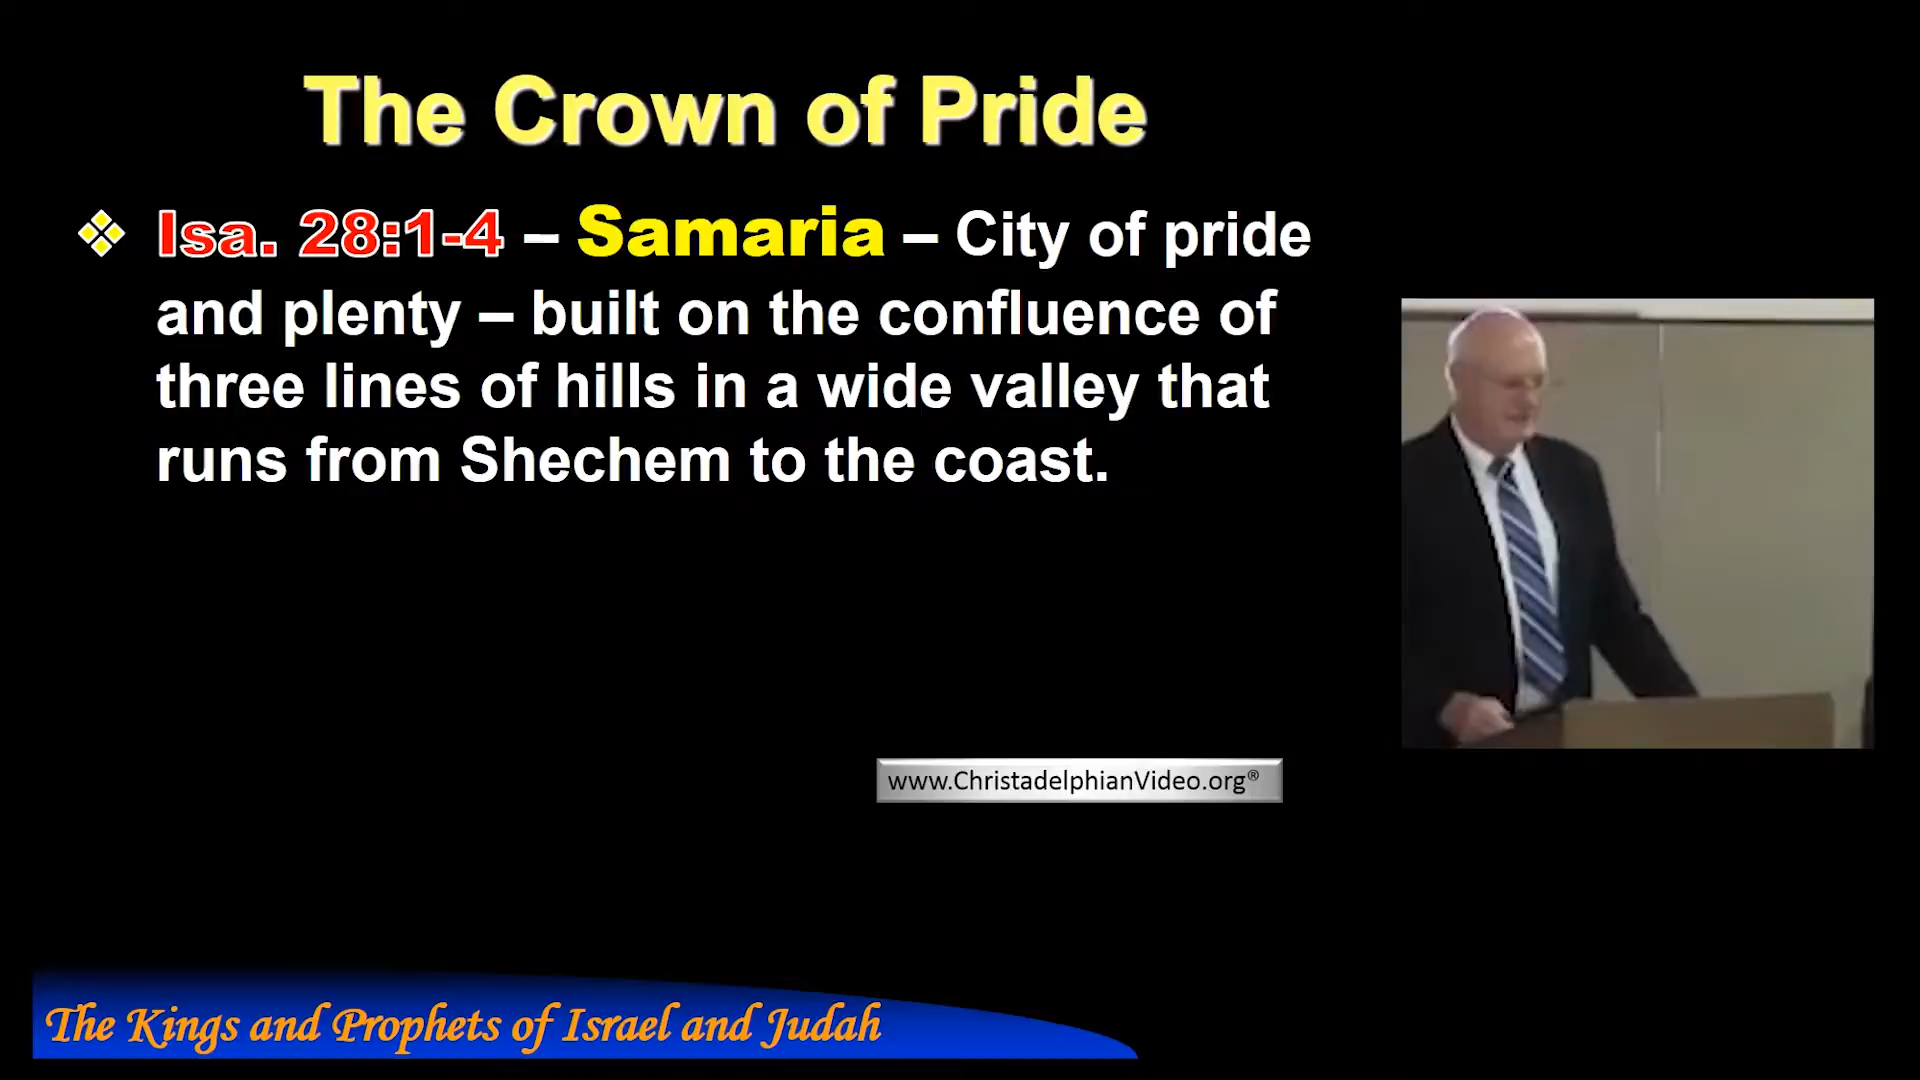 The Crown of Pride
Isa. 28:1-4 – Samaria – City of pride
and plenty – built on the confluence of
three lines of hills in a wide valley that
runs from Shechem to the coast.
www.ChristadelphianVideo.org®
The Kings and Prophets of Israel and Judah